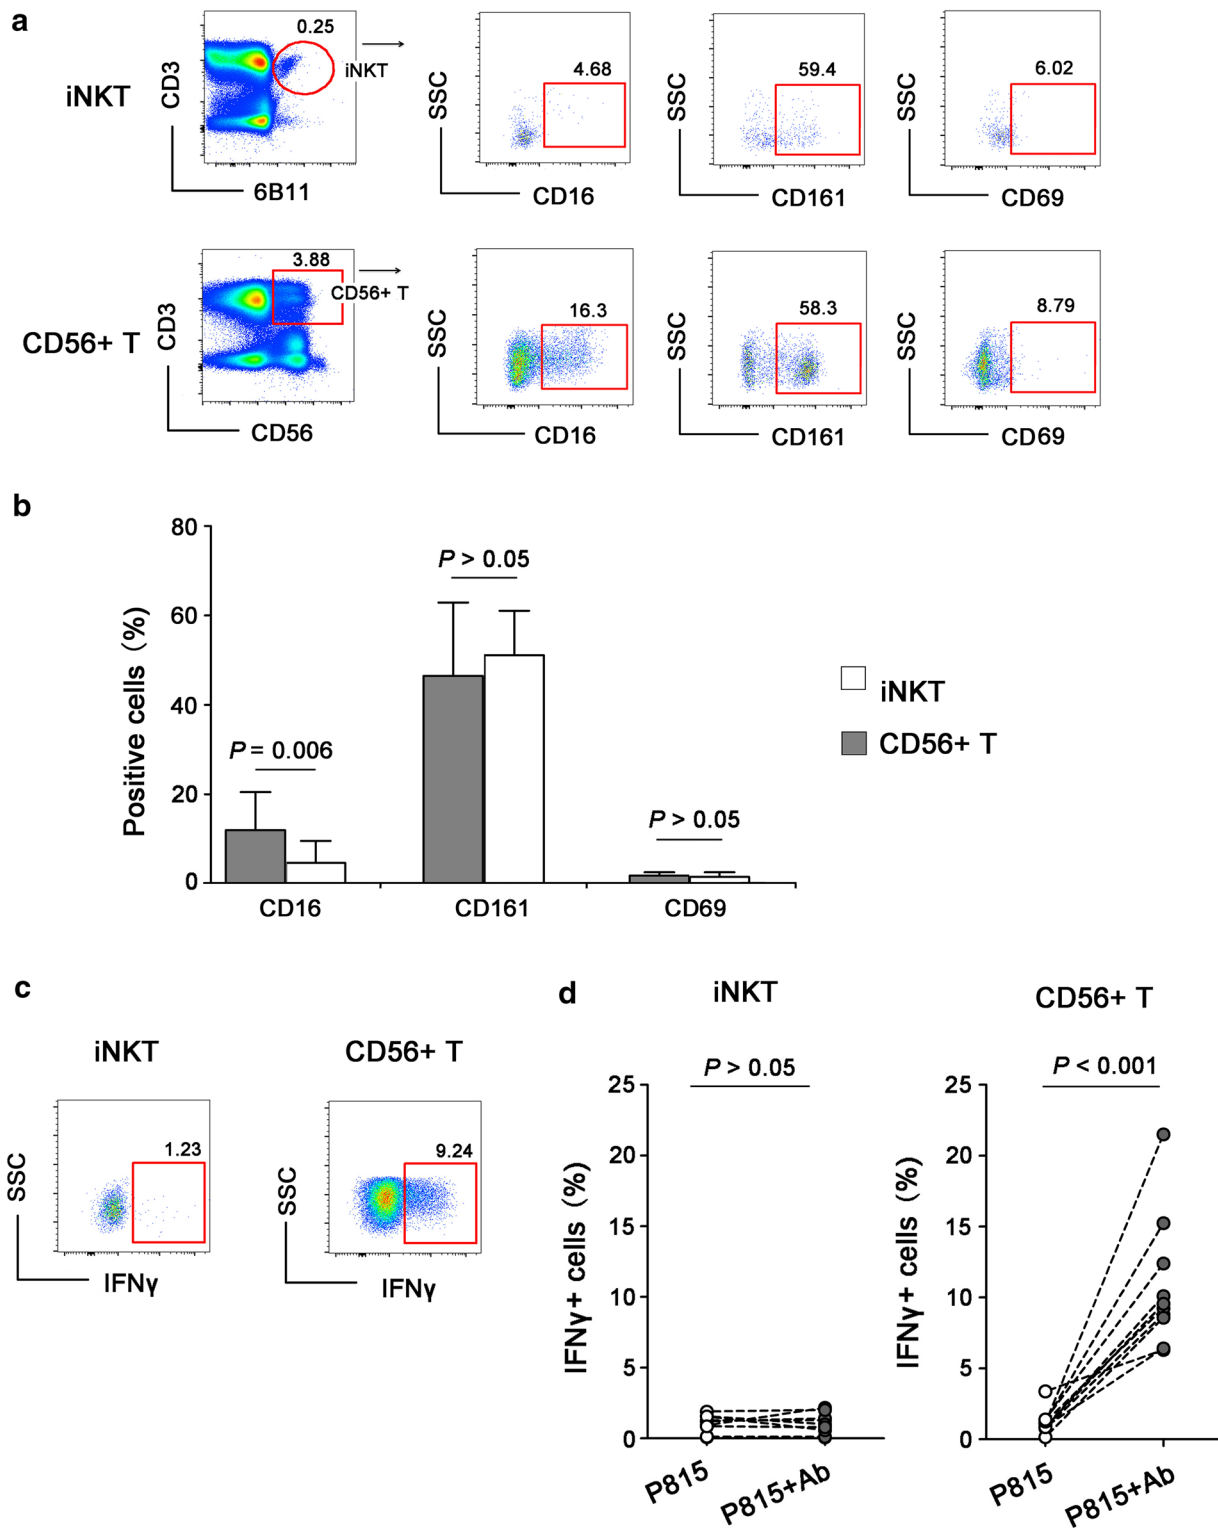 a
iNKT
CD3
0.25
iNKT
6B11
SSC
4.68
CD16
SSC
59.4
CD161
SSC
6.02
CD69
CD56+ T
CD3
3.88
CD56+ T
CD56
SSC
16.3
CD16
SSC
58.3
CD161
SSC
8.79
CD69
b
Positive cells (%)
80
60
40
20
0
P = 0.006
P > 0.05
P > 0.05
CD16
CD161
CD69
iNKT
CD56+ T
c
iNKT
SSC
1.23
IFNγ
CD56+ T
SSC
9.24
IFNγ
d
iNKT
P > 0.05
IFNγ+ cells (%)
25
20
15
10
5
0
P815
P815+Ab
CD56+ T
P < 0.001
IFNγ+ cells (%)
25
20
15
10
5
0
P815
P815+Ab